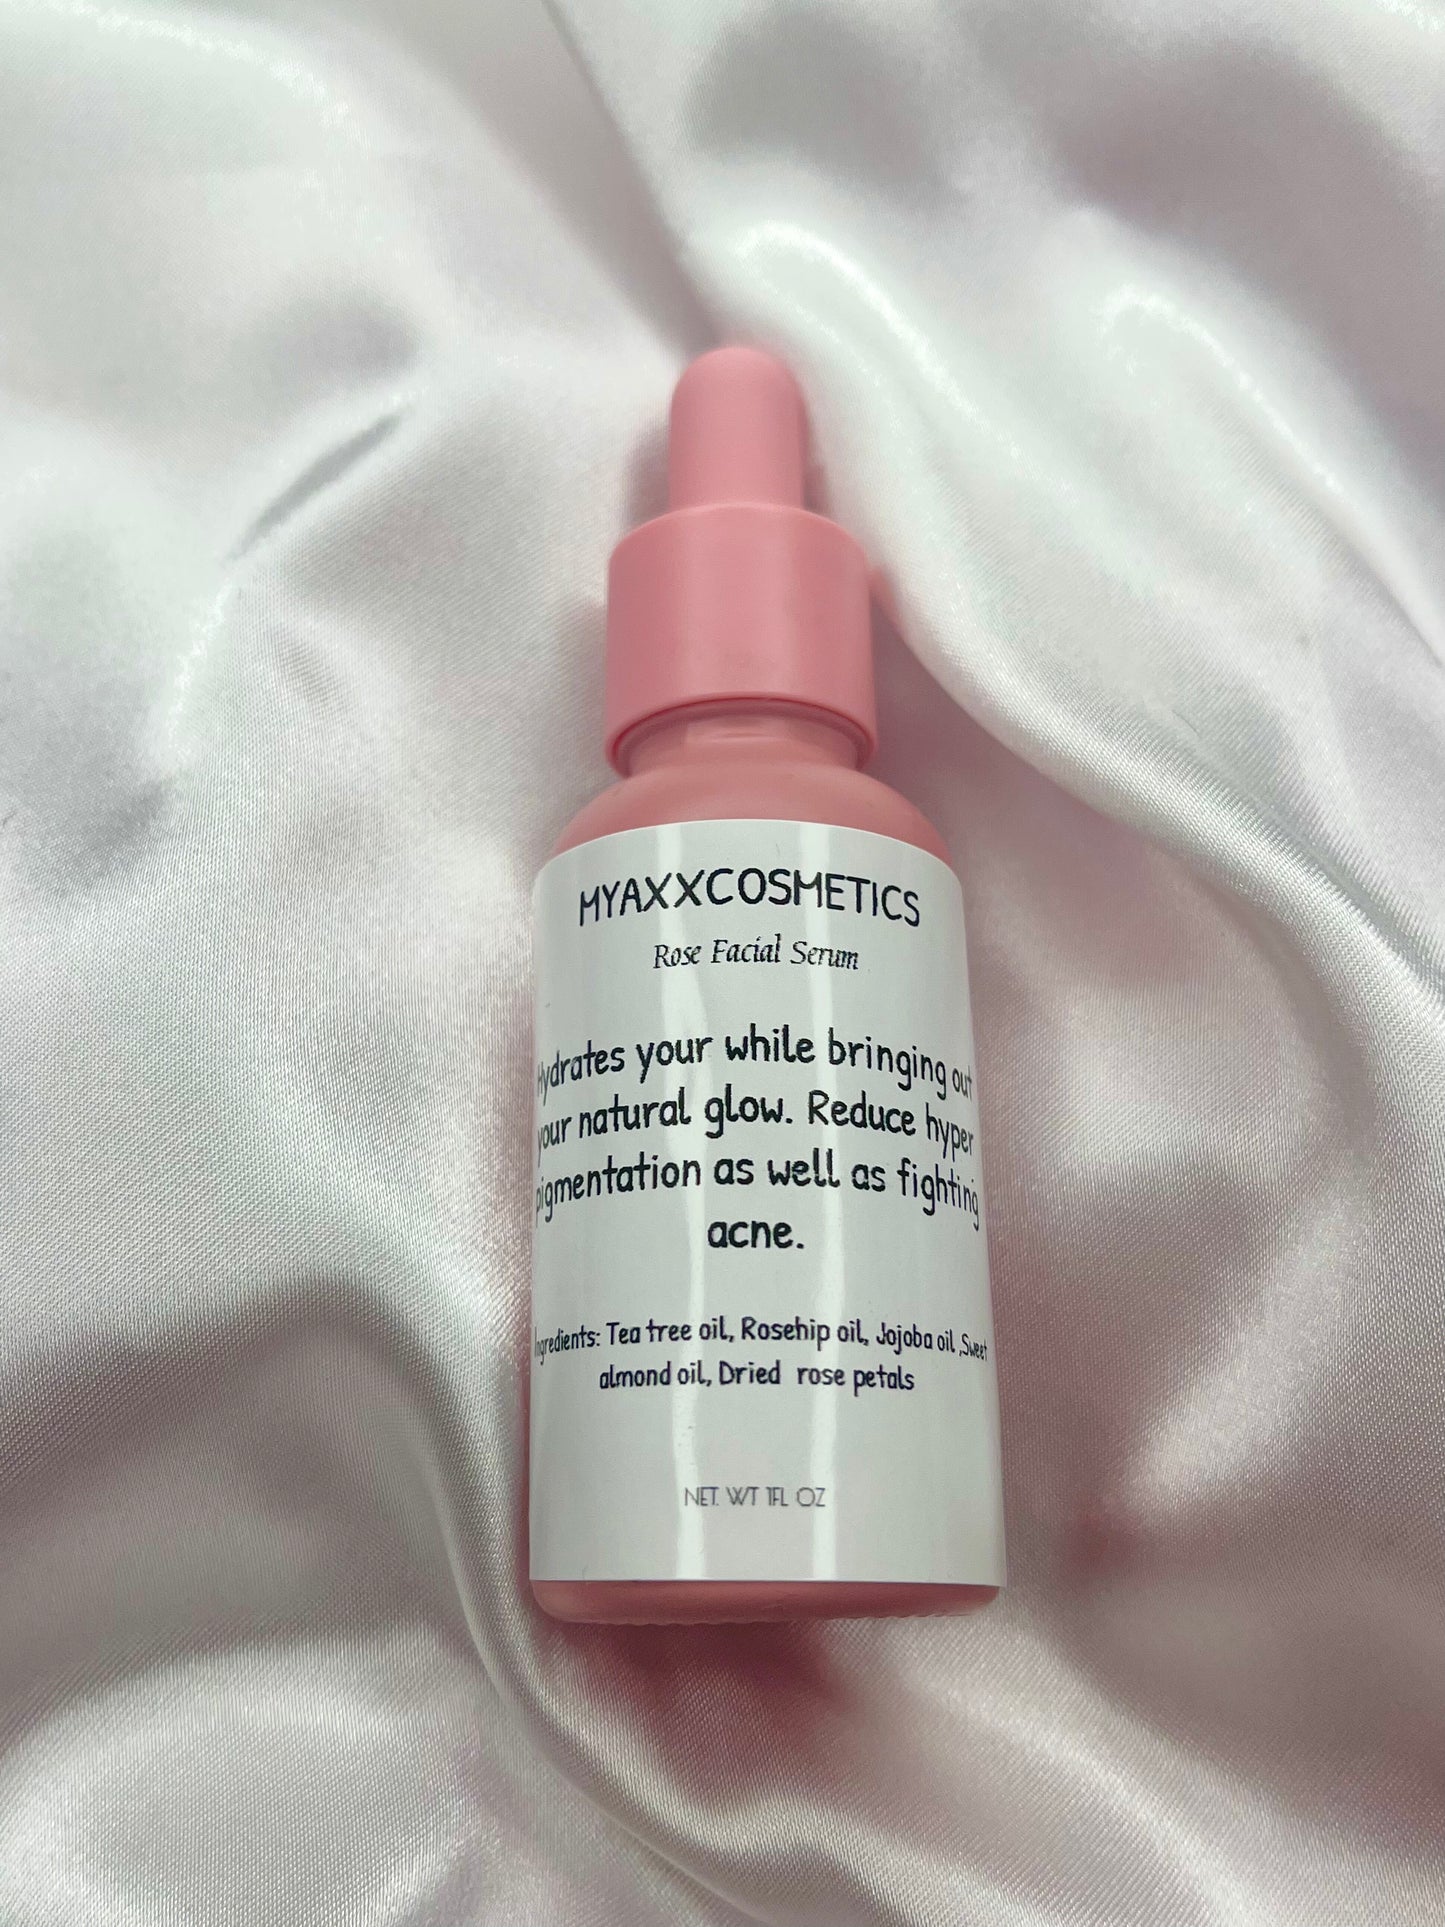 MYAXXCOSMETICS
Rose Facial Serum
Hydrates your while bringing out
your natural glow. Reduce hyper
pigmentation as well as fighting
acne.
Ingredients: Tea tree oil, Rosehip oil, Jojoba oil ,Sweet
almond oil, Dried rose petals
NET. WT 1FL OZ